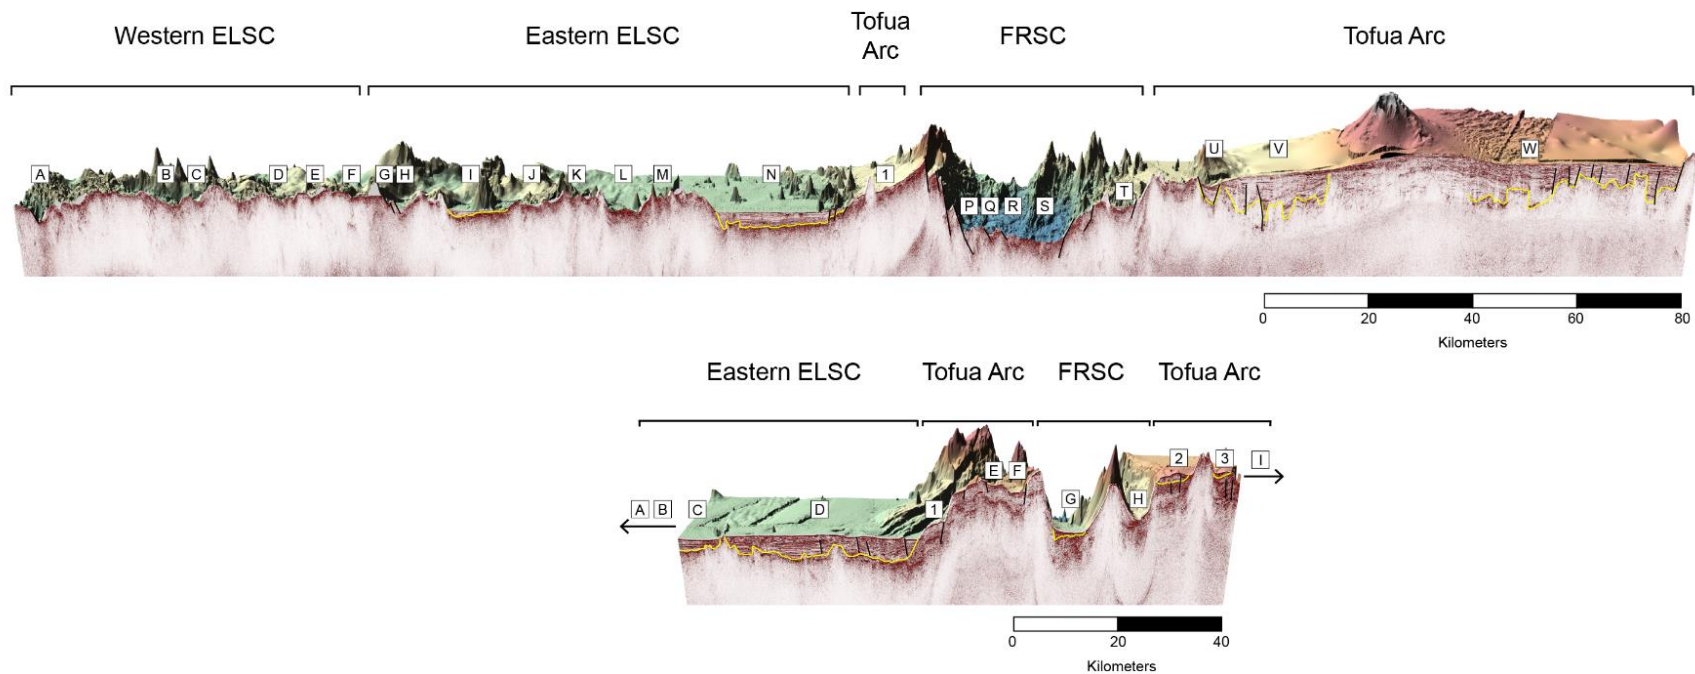 Western ELSC
Eastern ELSC
Tofua
Arc
FRSC
Tofua Arc
A B C D E F G H I J K L M N 1 P Q R S T U V W
0 20 40 60 80
Kilometers
Eastern ELSC
Tofua Arc
FRSC
Tofua Arc
A B C D 1 E F G H 2 3 I
0 20 40
Kilometers